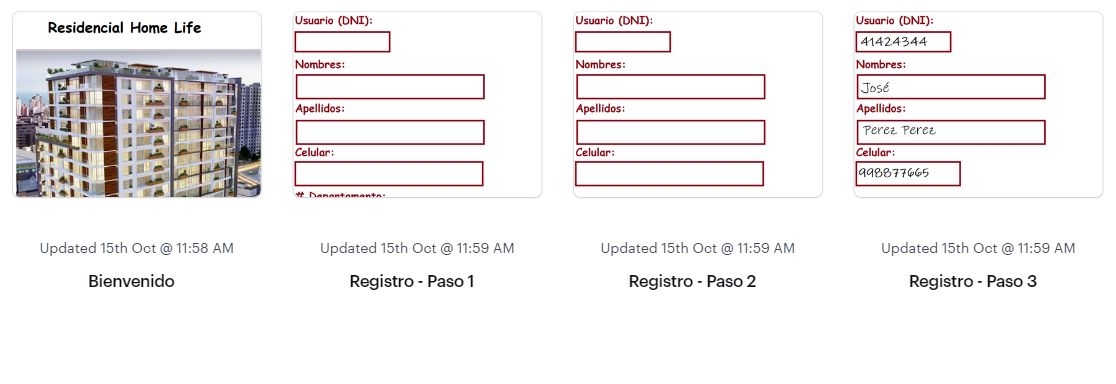 Residencial Home Life
Updated 15th Oct @ 11:58 AM
Bienvenido
Usuario (DNI):
Nombres:
Apellidos:
Celular:
# Departamento:
Updated 15th Oct @ 11:59 AM
Registro - Paso 1
Usuario (DNI):
Nombres:
Apellidos:
Celular:
Updated 15th Oct @ 11:59 AM
Registro - Paso 2
Usuario (DNI):
41424344
Nombres:
José
Apellidos:
Perez Perez
Celular:
998877665
Updated 15th Oct @ 11:59 AM
Registro - Paso 3